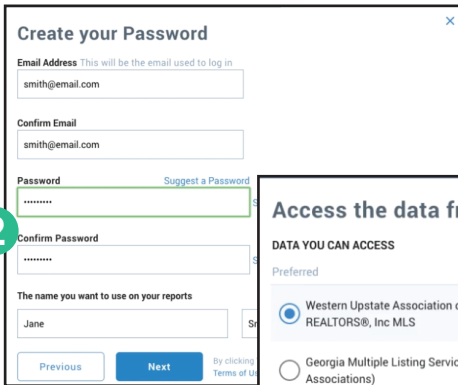 ×
Create your Password
Email Address This will be the email used to log in
smith@email.com
Confirm Email
smith@email.com
Password Suggest a Password
•••••••••
2
Confirm Password
•••••••••
The name you want to use on your reports
Jane
Previous
Next
By clicking
Terms of
Access the data
DATA YOU CAN ACCESS
Preferred
Western Upstate Association
REALTORS®, Inc MLS
Georgia Multiple Listing
Associations)